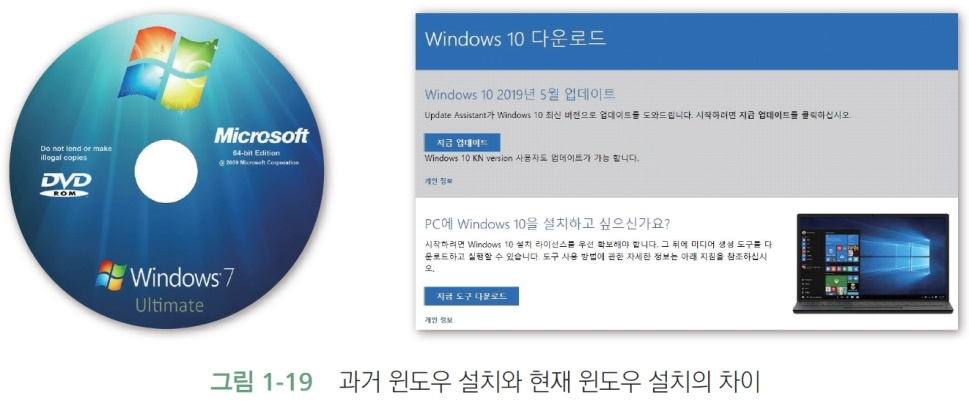 Microsoft
64-bit Edition
@ 2009 Microsoft Corporation
Do not lend or make
illegal copies
DVD
ROM
Windows 7
Ultimate
Windows 10 다운로드
Windows 10 2019년 5월 업데이트
Update Assistant가 Windows 10 최신 버전으로 업데이트를 도와드립니다. 시작하려면 지금 업데이트를 클릭하십시오.
지금 업데이트
Windows 10 KN version 사용자도 업데이트가 가능 합니다.
개인 정보
PC에 Windows 10을 설치하고 싶으신가요?
시작하려면 Windows 10 설치 라이선스를 우선 확보해야 합니다. 그 뒤에 미디어 생성 도구를 다
운로드하고 실행할 수 있습니다. 도구 사용 방법에 관한 자세한 정보는 아래 지침을 참조하십시
오.
지금 도구 다운로드
개인 정보
그림 1-19 과거 윈도우 설치와 현재 윈도우 설치의 차이